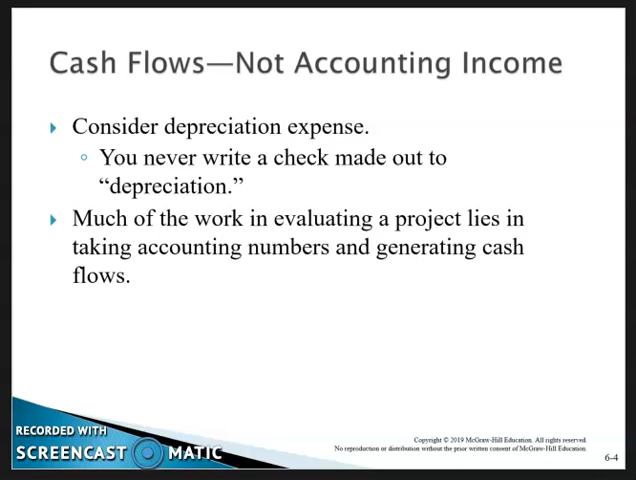 Cash Flows—Not Accounting Income
Consider depreciation expense.
You never write a check made out to
“depreciation.”
Much of the work in evaluating a project lies in
taking accounting numbers and generating cash
flows.
RECORDED WITH
SCREENCAST MATIC
Copyright © 2019 McGraw-Hill Education. All rights reserved.
No reproduction or distribution without the prior written consent of McGraw-Hill Education.
6-4